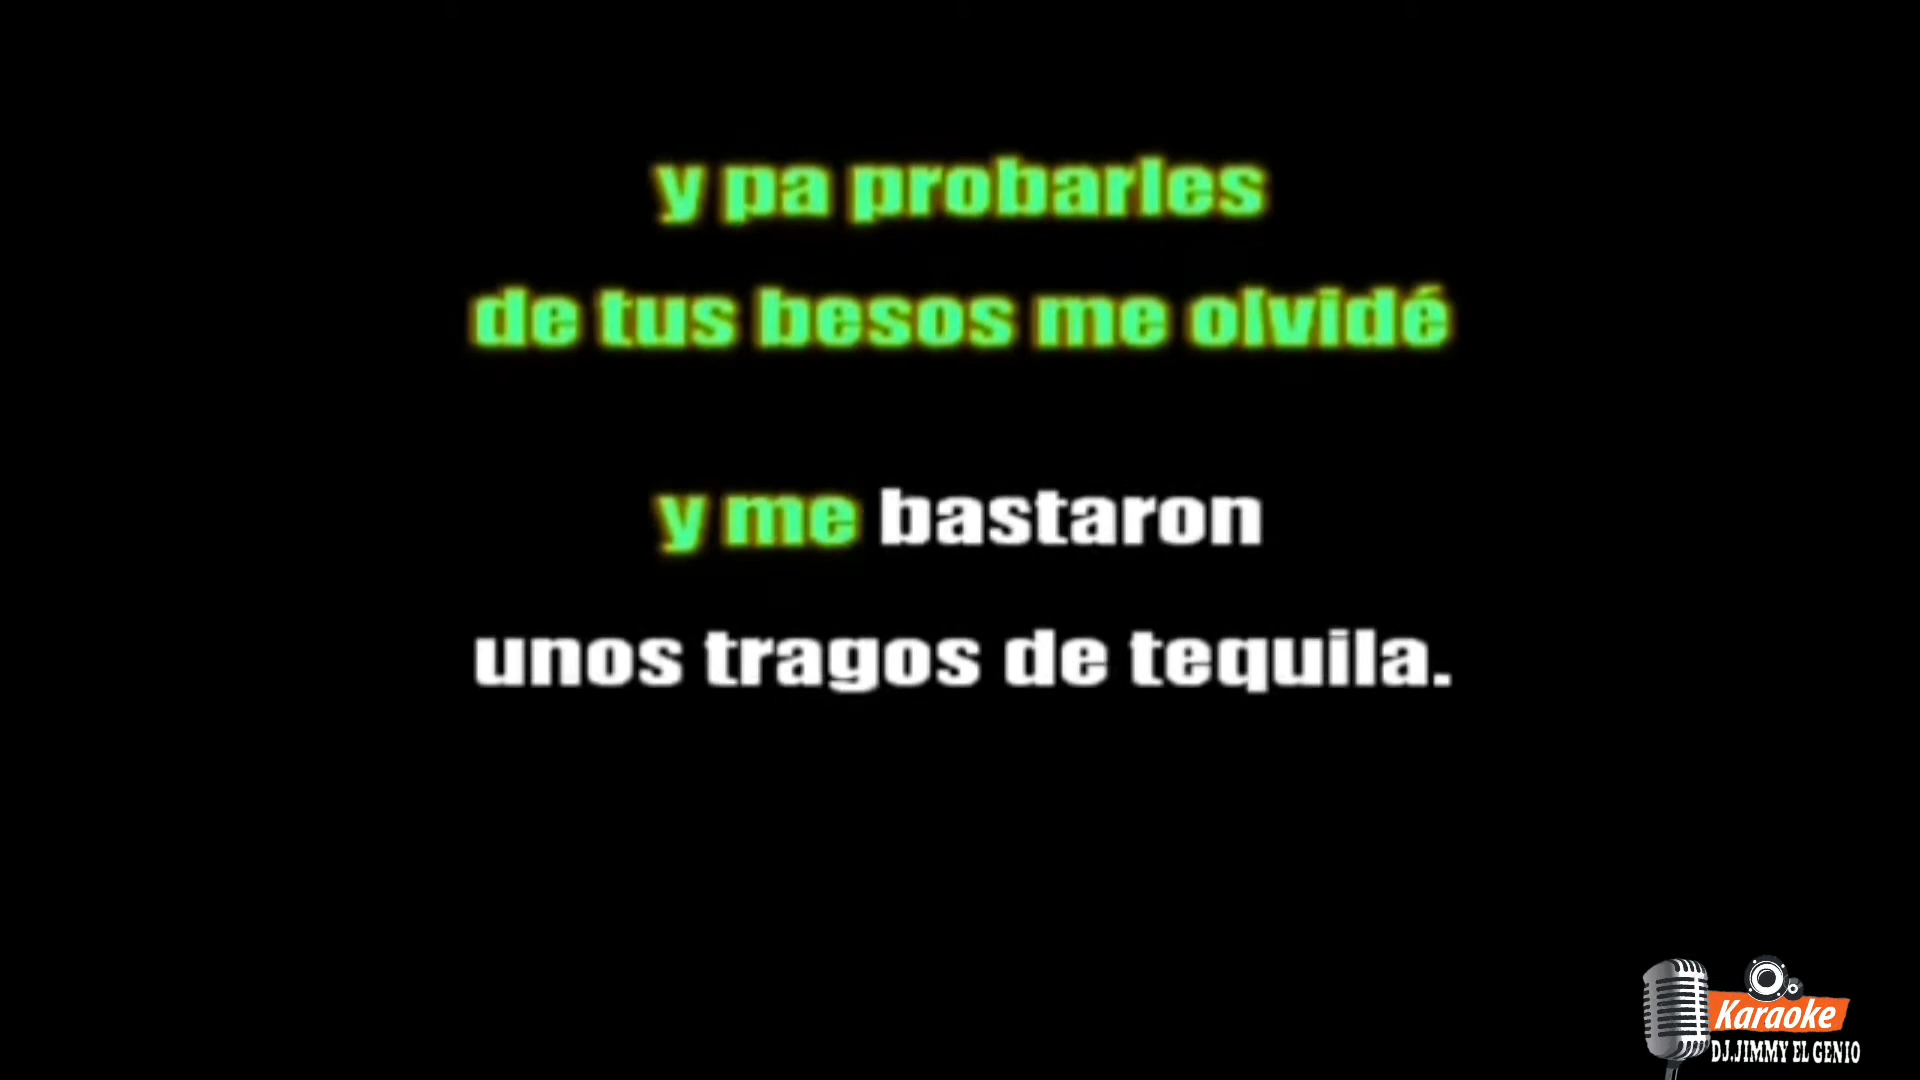 y pa probarles
de tus besos me olvidé
y me bastaron
unos tragos de tequila.
Karaoke
DJ.JIMMY EL GENIO